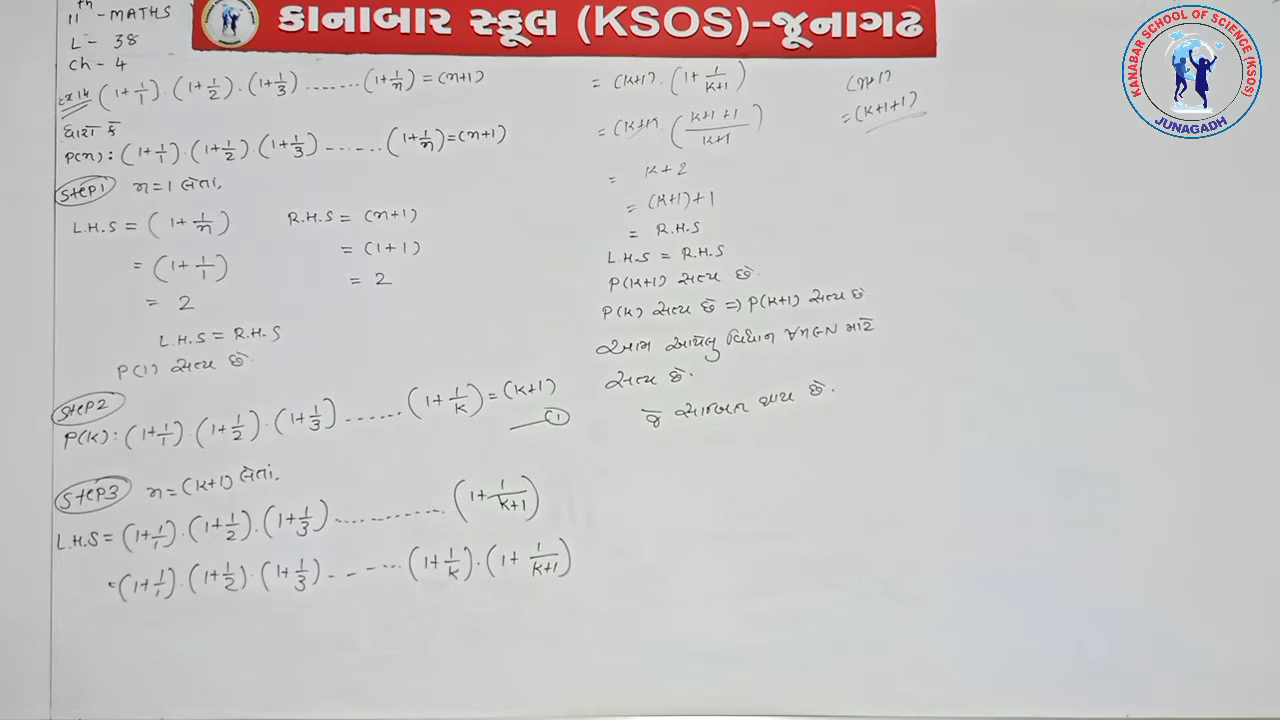 11th - MATHS
L - 38
Ch - 4
કાનાબાર સ્કૂલ (KSOS)-જૂનાગઢ
KANABAR SCHOOL OF SCIENCE (KSOS)
JUNAGADH
Ex 14 (1+1/1)·(1+1/2)·(1+1/3).......(1+1/n)=(n+1)
ધારો કે
P(n): (1+1/1)·(1+1/2)·(1+1/3).......(1+1/n)=(n+1)
Step1 n=1 લેતાં,
L.H.S = (1+1/n) R.H.S = (n+1)
= (1+1/1) = (1+1)
= 2 = 2
L.H.S = R.H.S
P(1) સત્ય છે.
Step2
P(k): (1+1/1)·(1+1/2)·(1+1/3).......(1+1/k)=(k+1)
—①
Step3 n=(k+1) લેતાં,
L.H.S = (1+1/1)·(1+1/2)·(1+1/3)............(1+1/k+1)
=(1+1/1)·(1+1/2)·(1+1/3).......(1+1/k)·(1+1/k+1)
= (k+1)·(1+1/k+1) (n+1)
= (k+1)·(k+1+1/k+1) =(k+1+1)
= k+2
= (k+1)+1
= R.H.S
L.H.S = R.H.S
P(k+1) સત્ય છે.
P(k) સત્ય છે ⇒ P(k+1) સત્ય છે
આમ આપેલુ વિધાન ∀n∈N માટે
સત્ય છે.
જે સાબિત થાય છે.